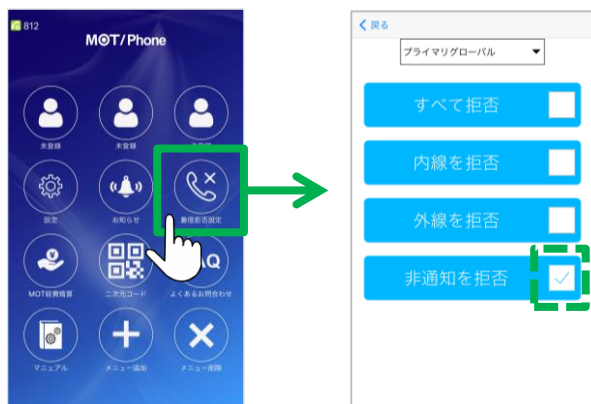 812
MOT/Phone
未登録
未登録
未登録
設定
お知らせ
着信拒否設定
MOT経費精算
二次元コード
よくあるお問合わせ
マニュアル
メニュー追加
メニュー削除
戻る
プライマリグローバル
すべて拒否
内線を拒否
外線を拒否
非通知を拒否